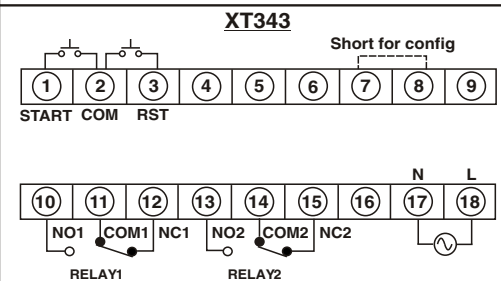 XT343
Short for config
1 2 3 4 5 6 7 8 9
START COM RST
N L
10 11 12 13 14 15 16 17 18
NO1 COM1 NC1 NO2 COM2 NC2
RELAY1 RELAY2